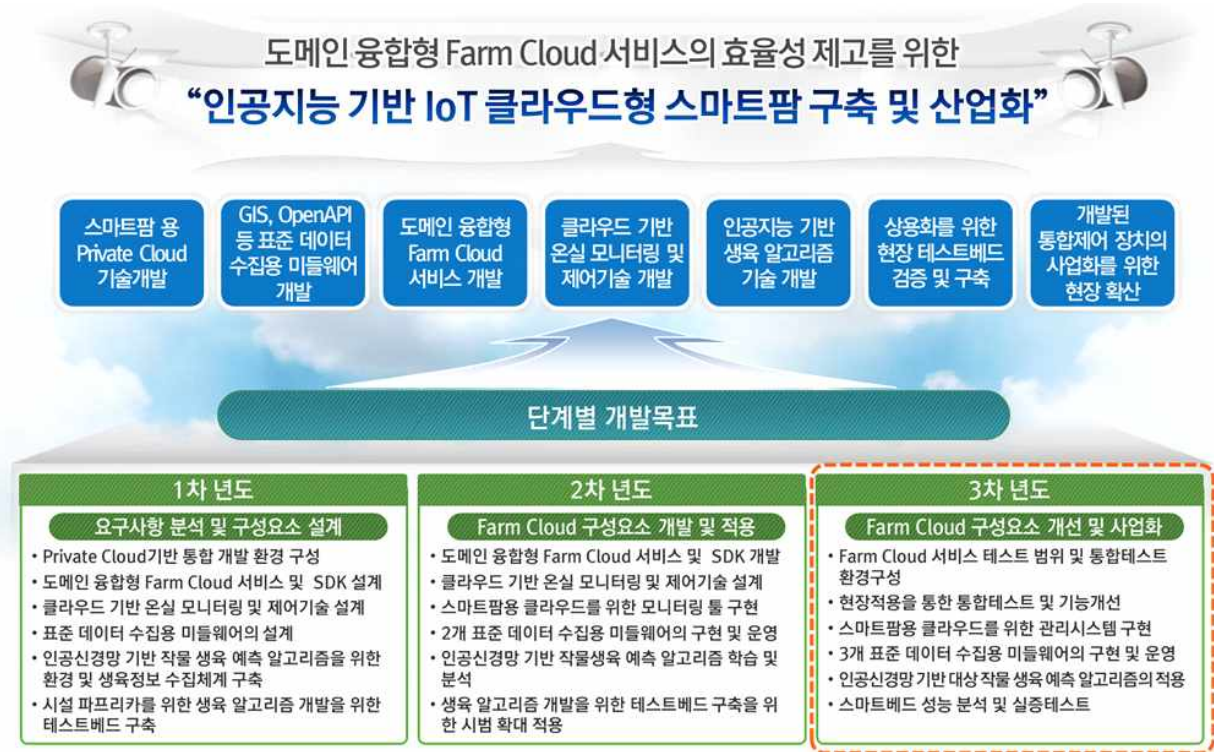 도메인 융합형 Farm Cloud 서비스의 효율성 제고를 위한
“인공지능 기반 IoT 클라우드형 스마트팜 구축 및 산업화”
스마트팜 용
Private Cloud
기술개발
GIS, OpenAPI
등 표준 데이터
수집용 미들웨어
개발
도메인 융합형
Farm Cloud
서비스 개발
클라우드 기반
온실 모니터링 및
제어기술 개발
인공지능 기반
생육 알고리즘
기술 개발
상용화를 위한
현장 테스트베드
검증 및 구축
개발된
통합제어 장치의
사업화를 위한
현장 확산
단계별 개발목표
1차 년도
요구사항 분석 및 구성요소 설계
• Private Cloud기반 통합 개발 환경 구성
• 도메인 융합형 Farm Cloud 서비스 및 SDK 설계
• 클라우드 기반 온실 모니터링 및 제어기술 설계
• 표준 데이터 수집용 미들웨어의 설계
• 인공신경망 기반 작물 생육 예측 알고리즘을 위한
환경 및 생육정보 수집체계 구축
• 시설 파프리카를 위한 생육 알고리즘 개발을 위한
테스트베드 구축
2차 년도
Farm Cloud 구성요소 개발 및 적용
• 도메인 융합형 Farm Cloud 서비스 및 SDK 개발
• 클라우드 기반 온실 모니터링 및 제어기술 설계
• 스마트팜용 클라우드를 위한 모니터링 툴 구현
• 2개 표준 데이터 수집용 미들웨어의 구현 및 운영
• 인공신경망 기반 작물생육 예측 알고리즘 학습 및
분석
• 생육 알고리즘 개발을 위한 테스트베드 구축을 위
한 시범 확대 적용
3차 년도
Farm Cloud 구성요소 개선 및 사업화
• Farm Cloud 서비스 테스트 범위 및 통합테스트
환경구성
• 현장적용을 통한 통합테스트 및 기능개선
• 스마트팜용 클라우드를 위한 관리시스템 구현
• 3개 표준 데이터 수집용 미들웨어의 구현 및 운영
• 인공신경망 기반 대상 작물 생육 예측 알고리즘의 적용
• 스마트베드 성능 분석 및 실증테스트